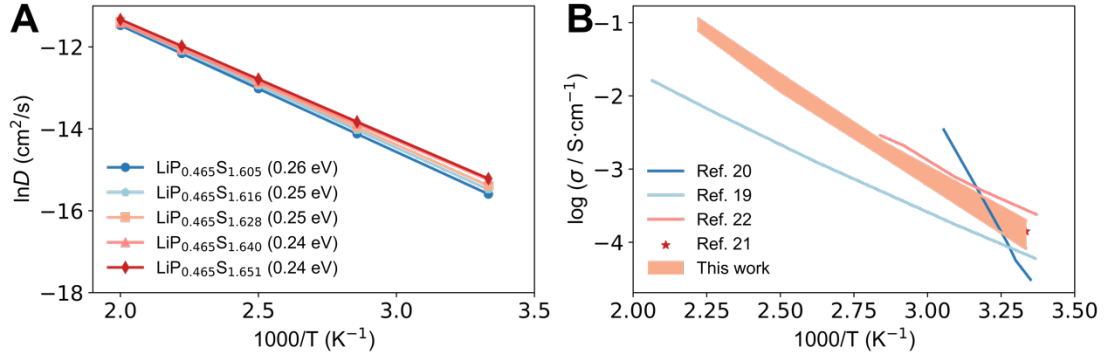 A
lnD (cm²/s)
−12
−14
−16
−18
LiP₀.₄₆₅S₁.₆₀₅ (0.26 eV)
LiP₀.₄₆₅S₁.₆₁₆ (0.25 eV)
LiP₀.₄₆₅S₁.₆₂₈ (0.25 eV)
LiP₀.₄₆₅S₁.₆₄₀ (0.24 eV)
LiP₀.₄₆₅S₁.₆₅₁ (0.24 eV)
2.0 2.5 3.0 3.5
1000/T (K⁻¹)
B
log (σ / S·cm⁻¹)
−1
−2
−3
−4
Ref. 20
Ref. 19
Ref. 22
Ref. 21
This work
2.00 2.25 2.50 2.75 3.00 3.25 3.50
1000/T (K⁻¹)